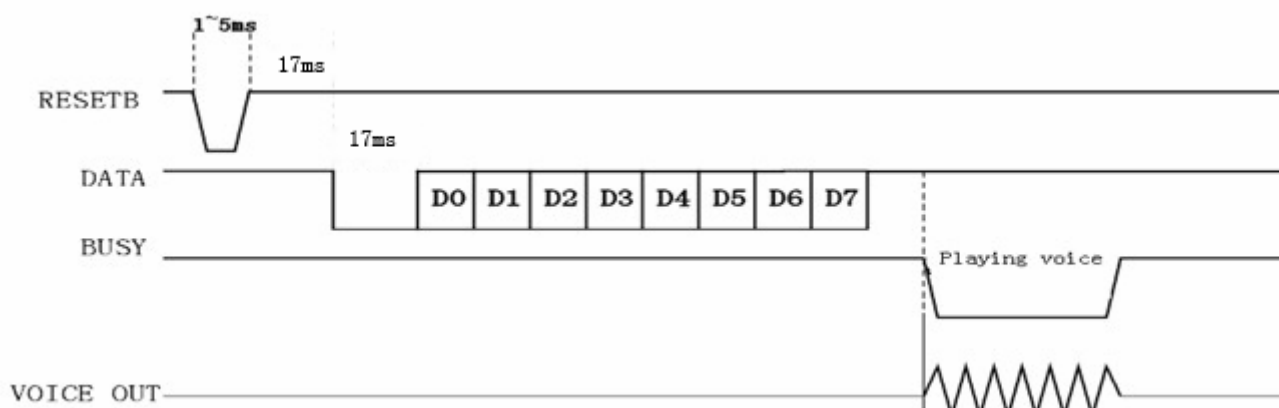 1~5ms
17ms
RESETB
17ms
DATA
D0 D1 D2 D3 D4 D5 D6 D7
BUSY
Playing voice
VOICE OUT